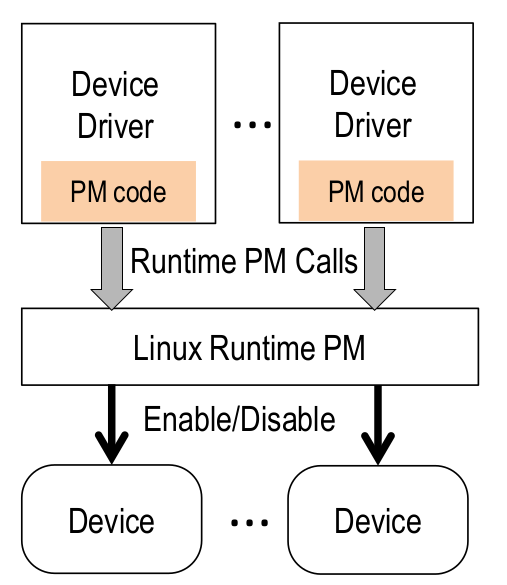 Device
Driver
PM code
...
Device
Driver
PM code
Runtime PM Calls
Linux Runtime PM
Enable/Disable
Device
...
Device